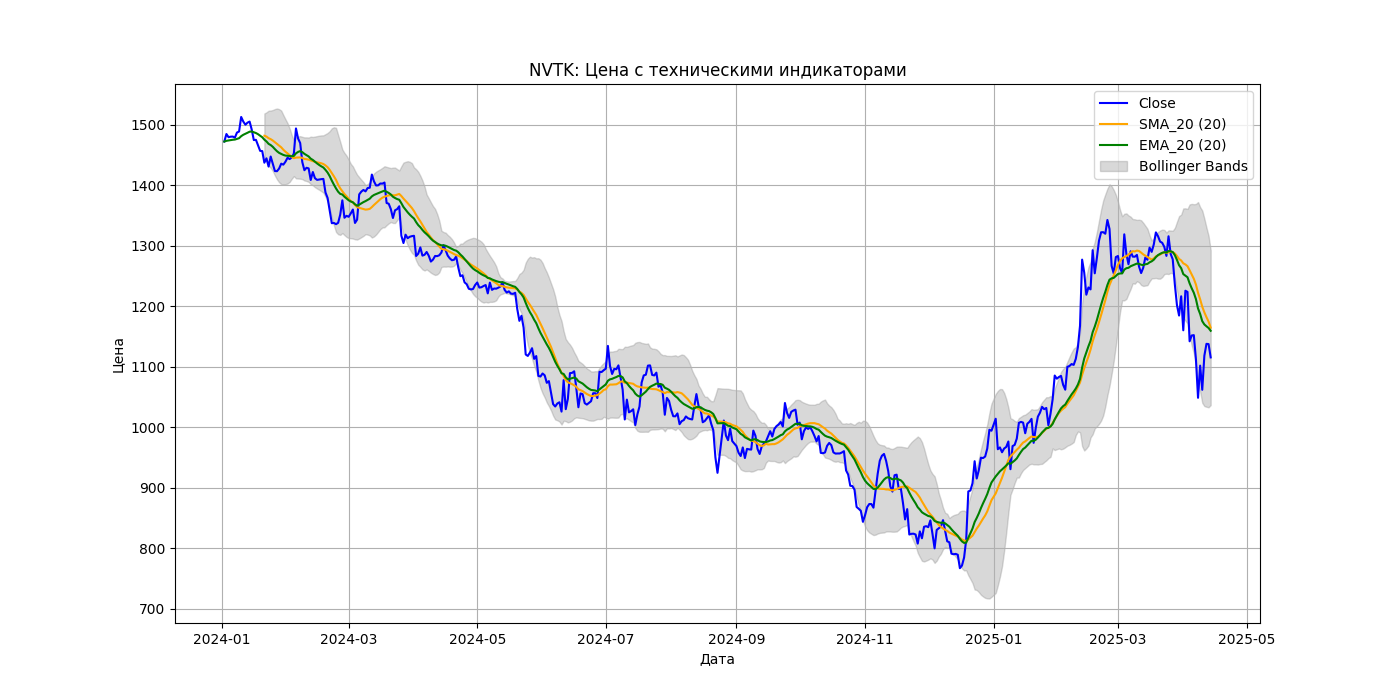 NVTK: Цена с техническими индикаторами
Close
SMA_20 (20)
EMA_20 (20)
Bollinger Bands
Цена
1500
1400
1300
1200
1100
1000
900
800
700
2024-01
2024-03
2024-05
2024-07
2024-09
2024-11
2025-01
2025-03
2025-05
Дата